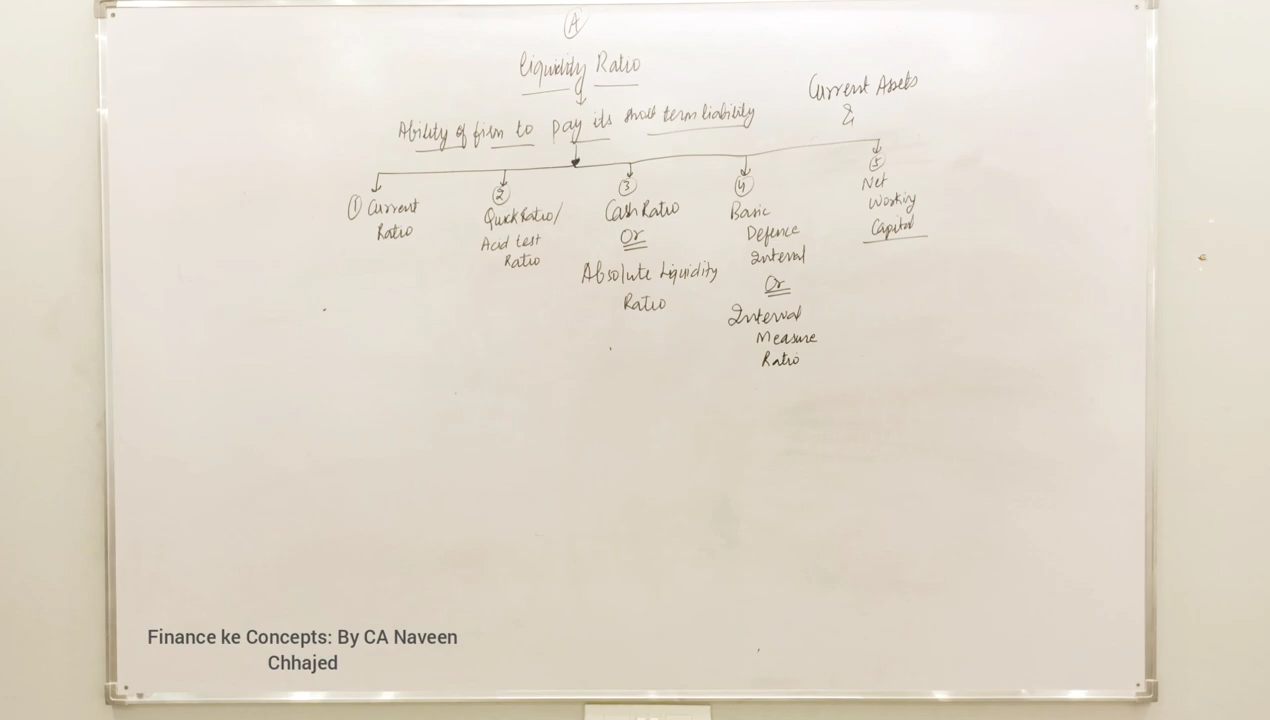 A
Liquidity Ratio
Ability of firm to pay its short term liability
Current Assets
&
① Current
Ratio
②
Quick Ratio/
Acid test
Ratio
③
Cash Ratio
Or
Absolute Liquidity
Ratio
④
Basic
Defence
Interval
Or
Interval
Measure
Ratio
⑤
Net
Working
Capital
Finance ke Concepts: By CA Naveen
Chhajed